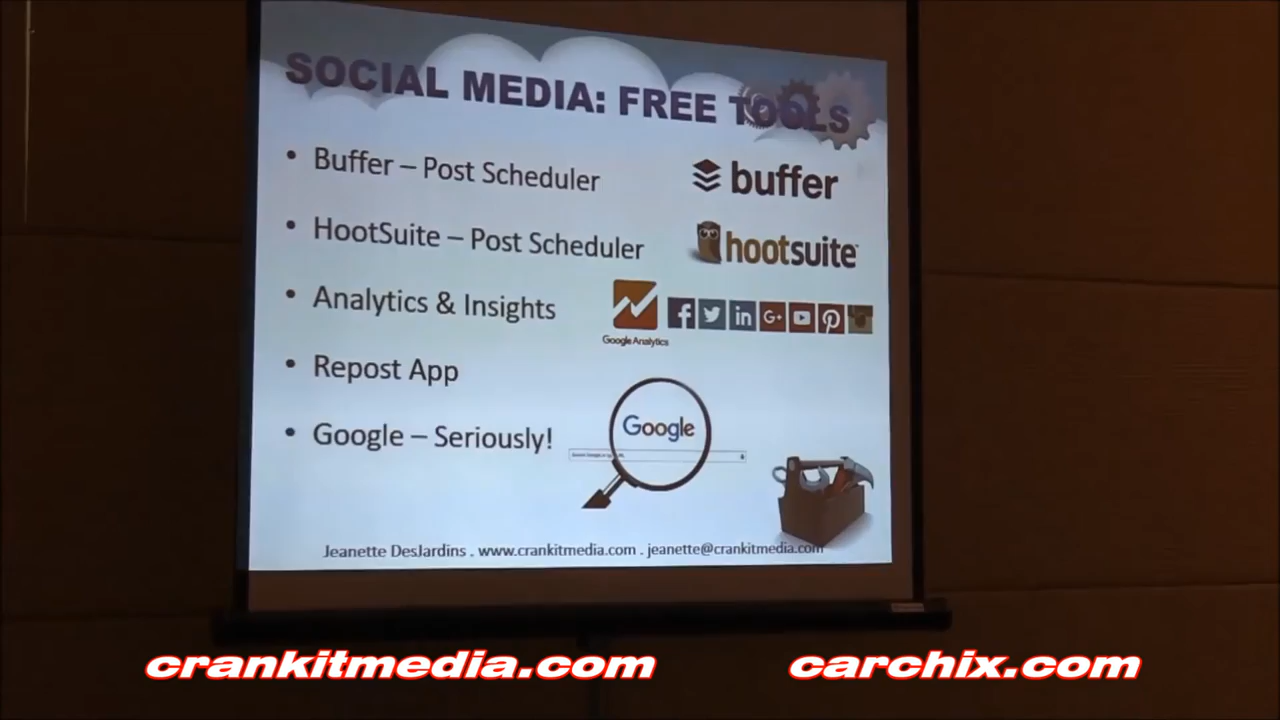 SOCIAL MEDIA: FREE TOOLS
• Buffer – Post Scheduler
buffer
• HootSuite – Post Scheduler
hootsuite
• Analytics & Insights
Google Analytics
• Repost App
• Google – Seriously!
Google
Jeanette DesJardins . www.crankitmedia.com . jeanette@crankitmedia.com
crankitmedia.com
carchix.com